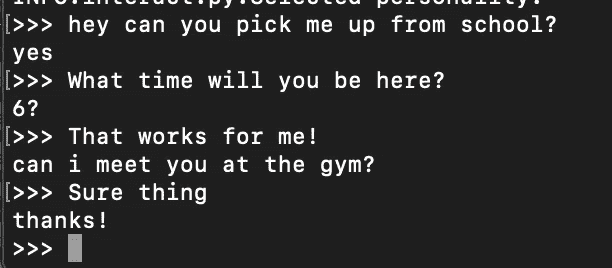 INFO:interact.py:Selected personality:
[>>> hey can you pick me up from school?
yes
[>>> What time will you be here?
6?
[>>> That works for me!
can i meet you at the gym?
[>>> Sure thing
thanks!
>>>